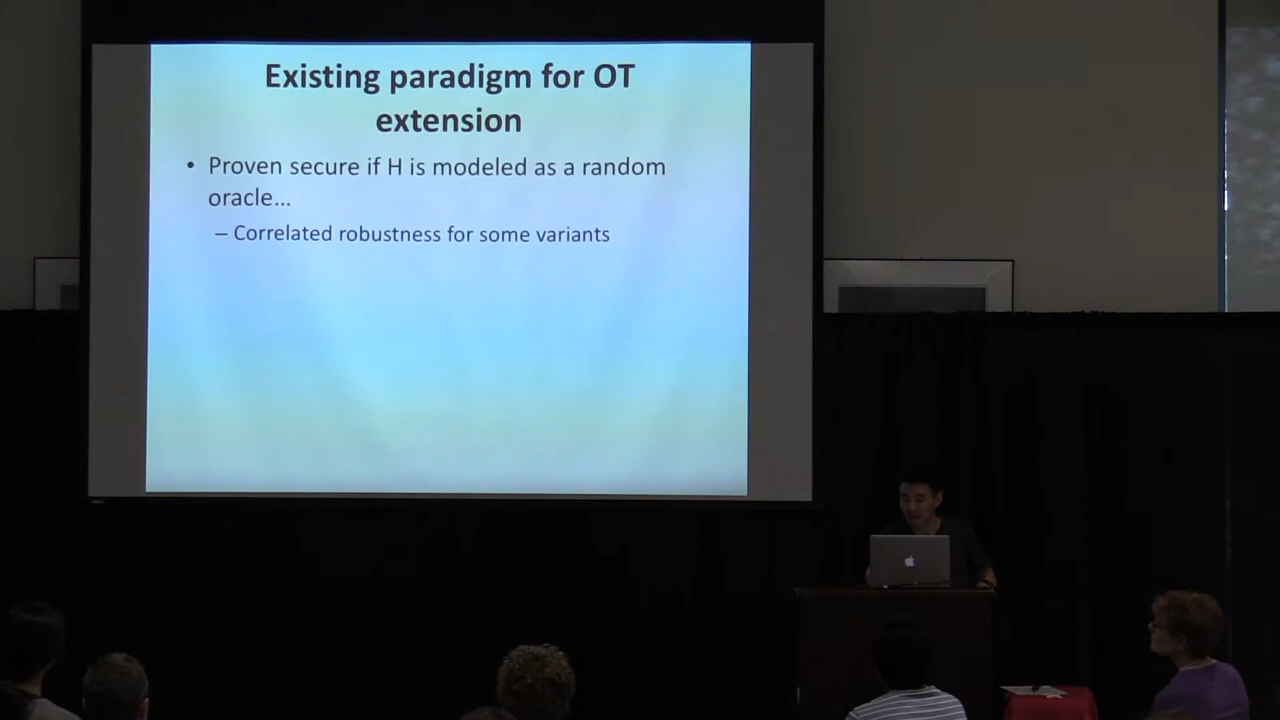 Existing paradigm for OT
extension
• Proven secure if H is modeled as a random
oracle...
– Correlated robustness for some variants